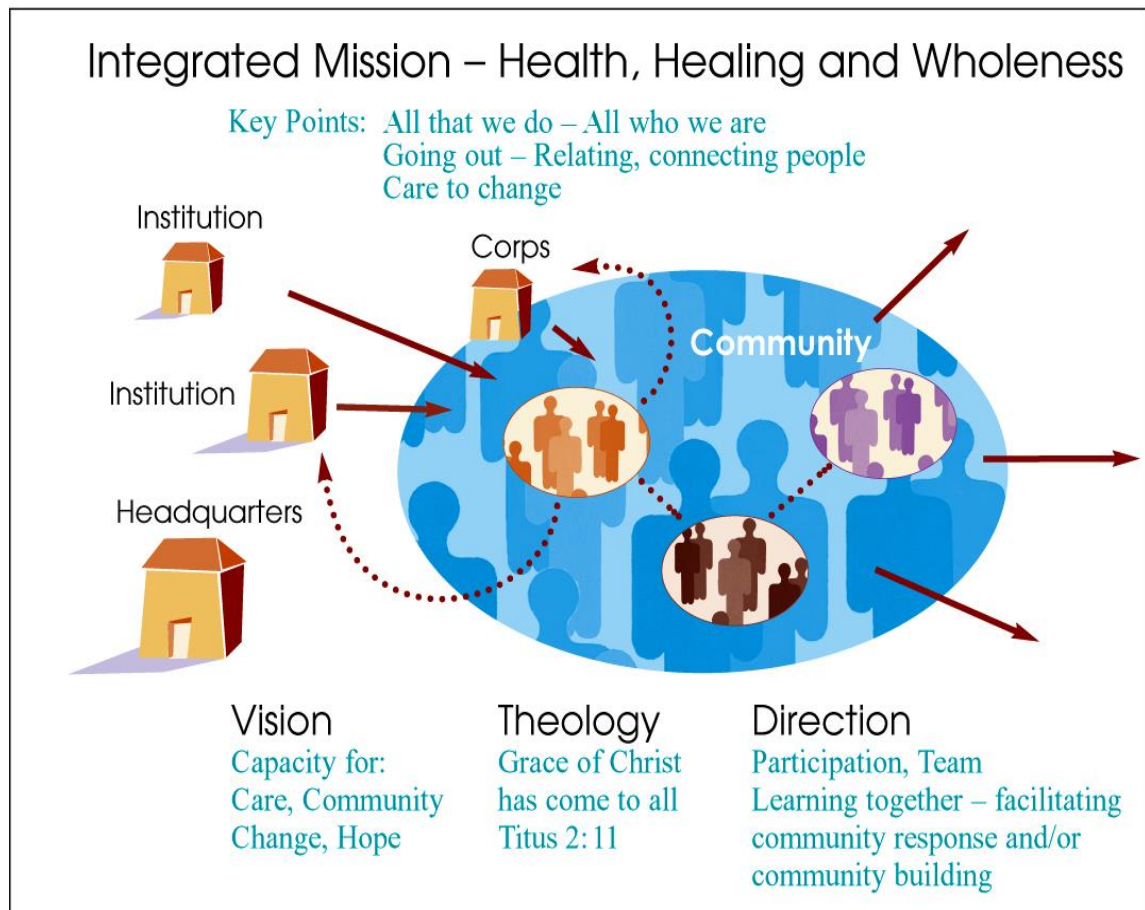 Integrated Mission – Health, Healing and Wholeness
Key Points: All that we do – All who we are
Going out – Relating, connecting people
Care to change
Institution
Corps
Community
Institution
Headquarters
Vision
Capacity for:
Care, Community
Change, Hope
Theology
Grace of Christ
has come to all
Titus 2:11
Direction
Participation, Team
Learning together – facilitating
community response and/or
community building